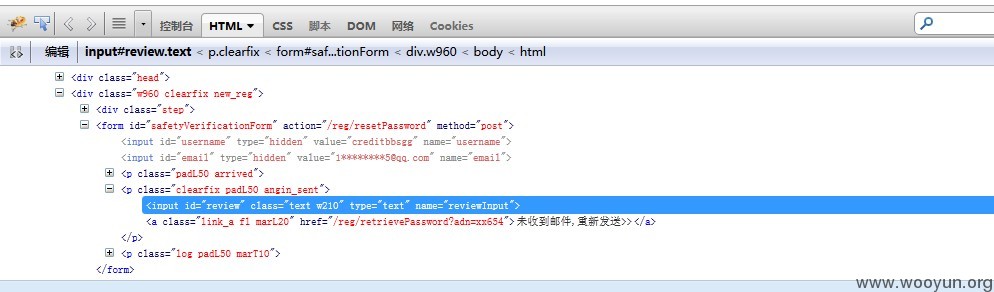 控制台 HTML CSS 脚本 DOM 网络 Cookies
编辑 input#review.text < p.clearfix < form#saf...tionForm < div.w960 < body < html
<div class="head">
<div class="w960 clearfix new_reg">
<div class="step">
<form id="safetyVerificationForm" action="/reg/resetPassword" method="post">
<input id="username" type="hidden" value="creditbbsgg" name="username">
<input id="email" type="hidden" value="1********5@qq.com" name="email">
<p class="padL50 arrived">
<p class="clearfix padL50 angin_sent">
<input id="review" class="text w210" type="text" name="reviewInput">
<a class="link_a fl marL20" href="/reg/retrievePassword?adn=xx654">未收到邮件,重新发送>></a>
</p>
<p class="log padL50 marT10">
</form>
www.wooyun.org